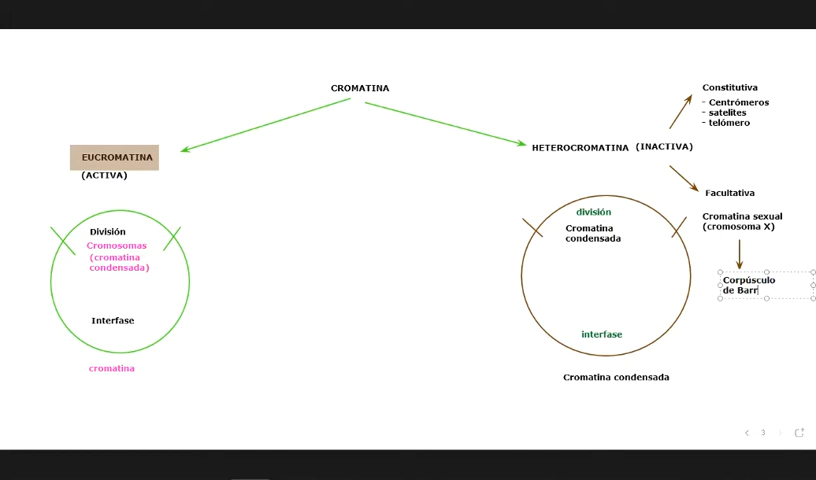 CROMATINA
EUCROMATINA
(ACTIVA)
División
Cromosomas
(cromatina
condensada)
Interfase
cromatina
HETEROCROMATINA (INACTIVA)
Constitutiva
- Centrómeros
- satelites
- telómero
Facultativa
Cromatina sexual
(cromosoma X)
Corpúsculo
de Barr
división
Cromatina
condensada
interfase
Cromatina condensada
3